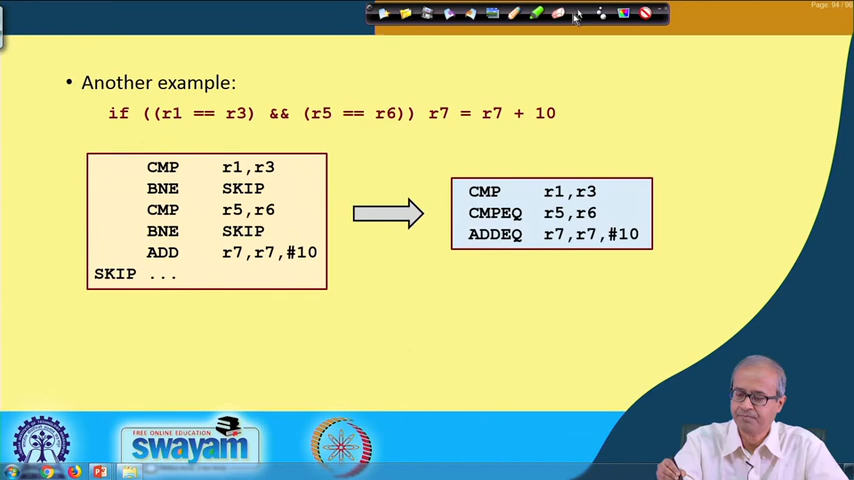 Page: 94 / 96
• Another example:
if ((r1 == r3) && (r5 == r6)) r7 = r7 + 10
CMP r1,r3
BNE SKIP
CMP r5,r6
BNE SKIP
ADD r7,r7,#10
SKIP ...
CMP r1,r3
CMPEQ r5,r6
ADDEQ r7,r7,#10
FREE ONLINE EDUCATION
swayam